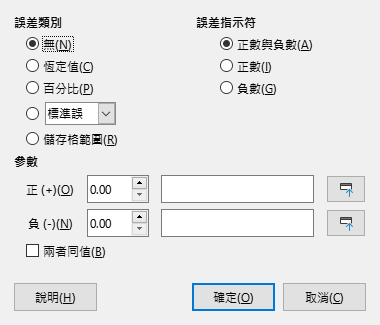 誤差類別
無(N)
恆定值(C)
百分比(P)
標準誤
儲存格範圍(R)
誤差指示符
正數與負數(A)
正數(I)
負數(G)
參數
正 (+)(O) 0.00
負 (-)(N) 0.00
兩者同值(B)
說明(H) 確定(O) 取消(C)